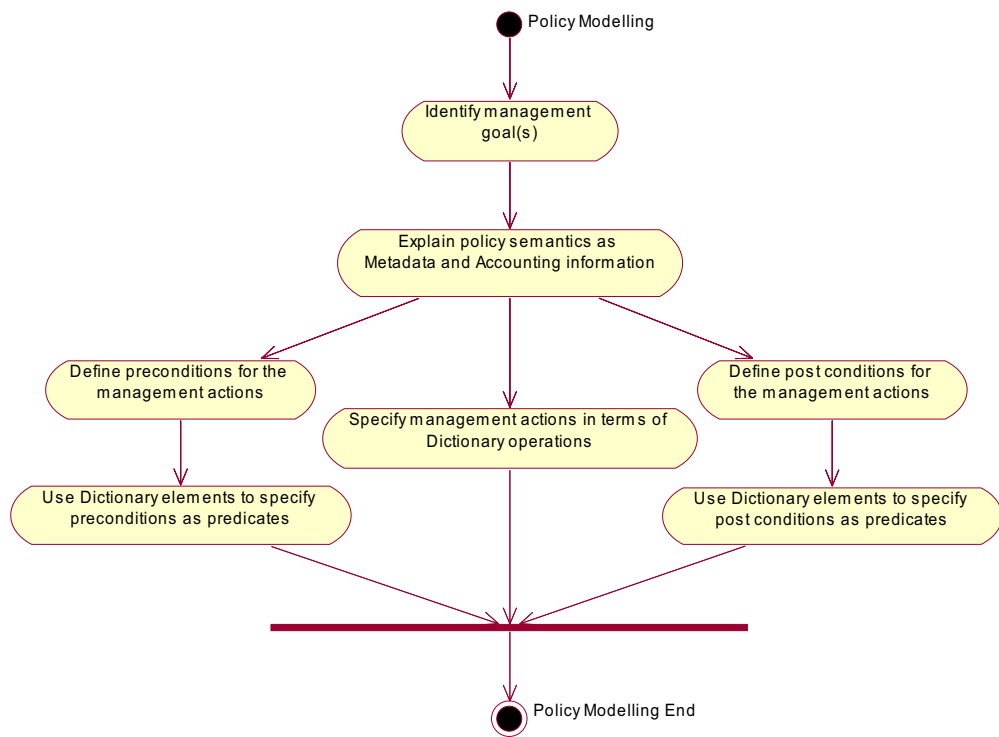 Policy Modelling
Identify management
goal(s)
Explain policy semantics as
Metadata and Accounting information
Define preconditions for the
management actions
Specify management actions in terms of
Dictionary operations
Define post conditions for
the management actions
Use Dictionary elements to specify
preconditions as predicates
Use Dictionary elements to specify
post conditions as predicates
Policy Modelling End